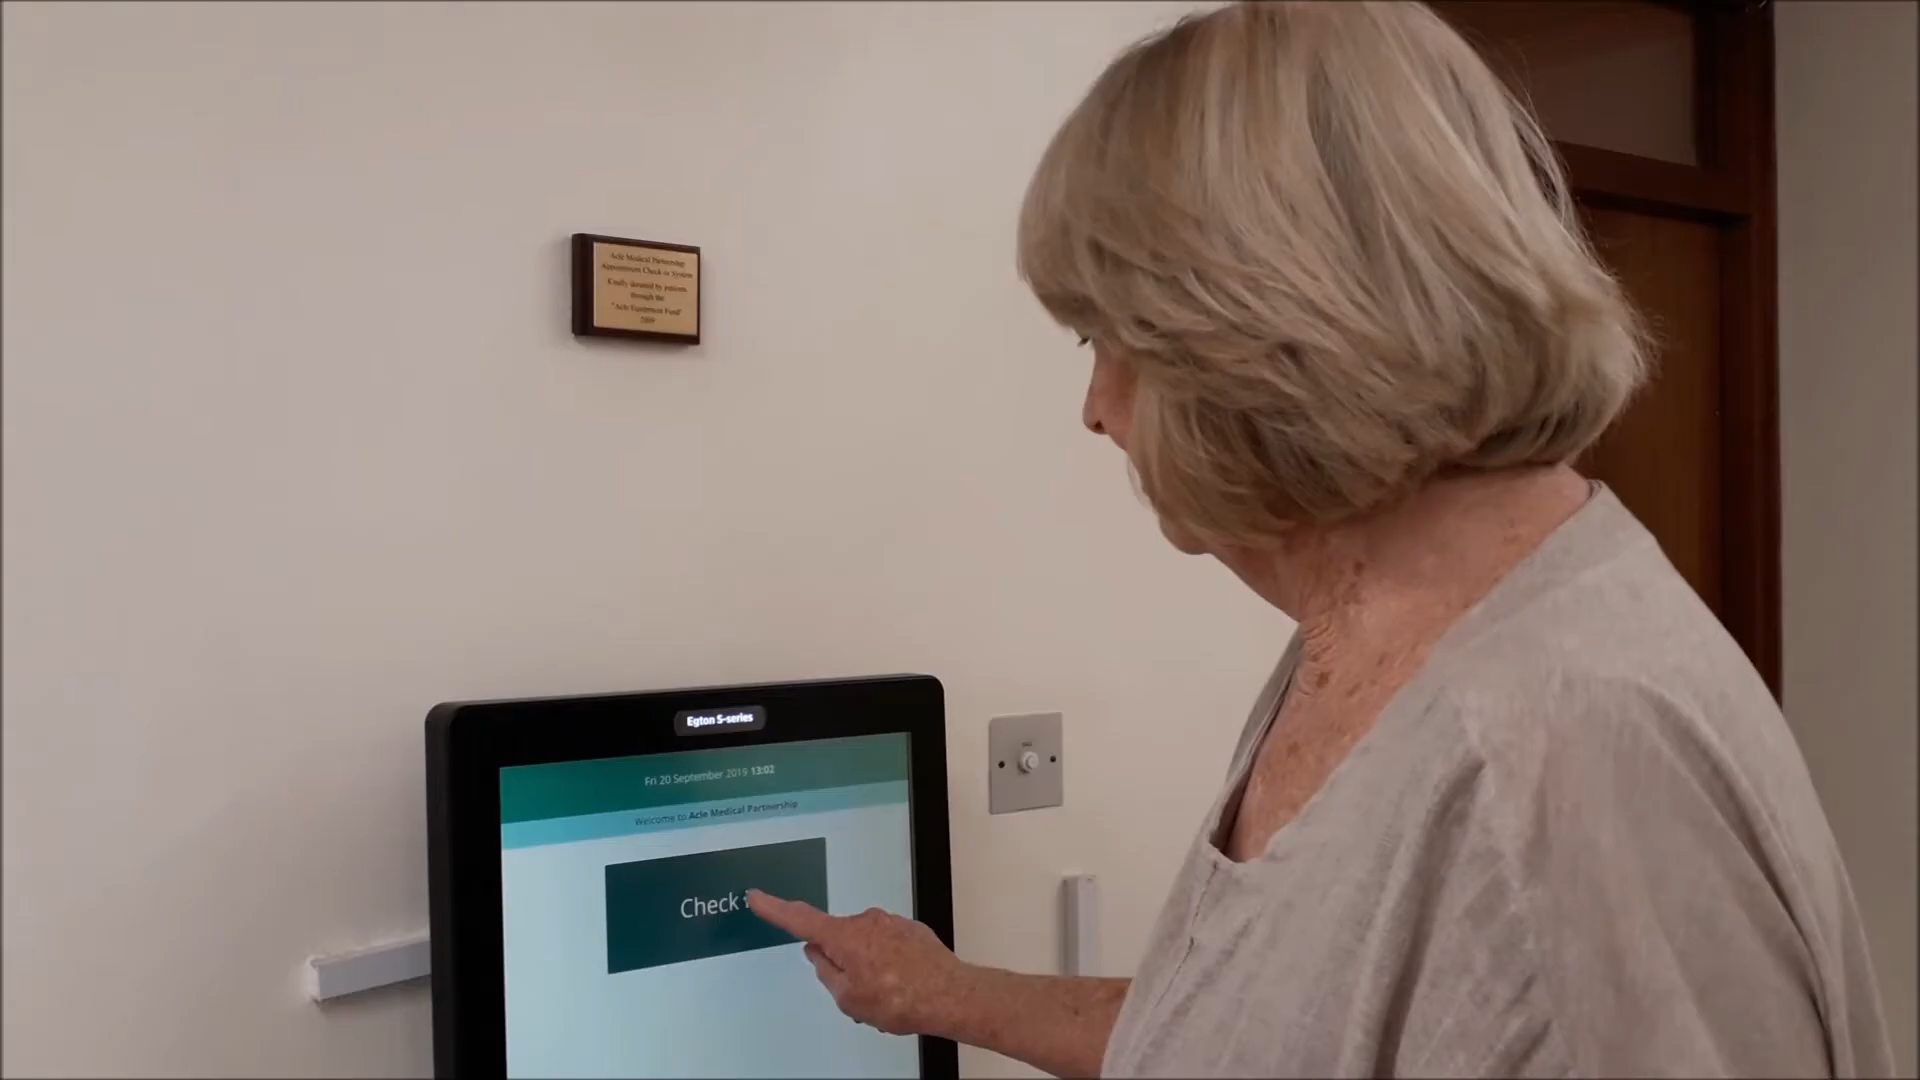 Acle Medical Partnership
Appointment Check in System
Kindly donated by patients
through the
"Acle Equipment Fund"
2009
Egton S-series
Fri 20 September 2019 13:02
Welcome to Acle Medical Partnership
Check